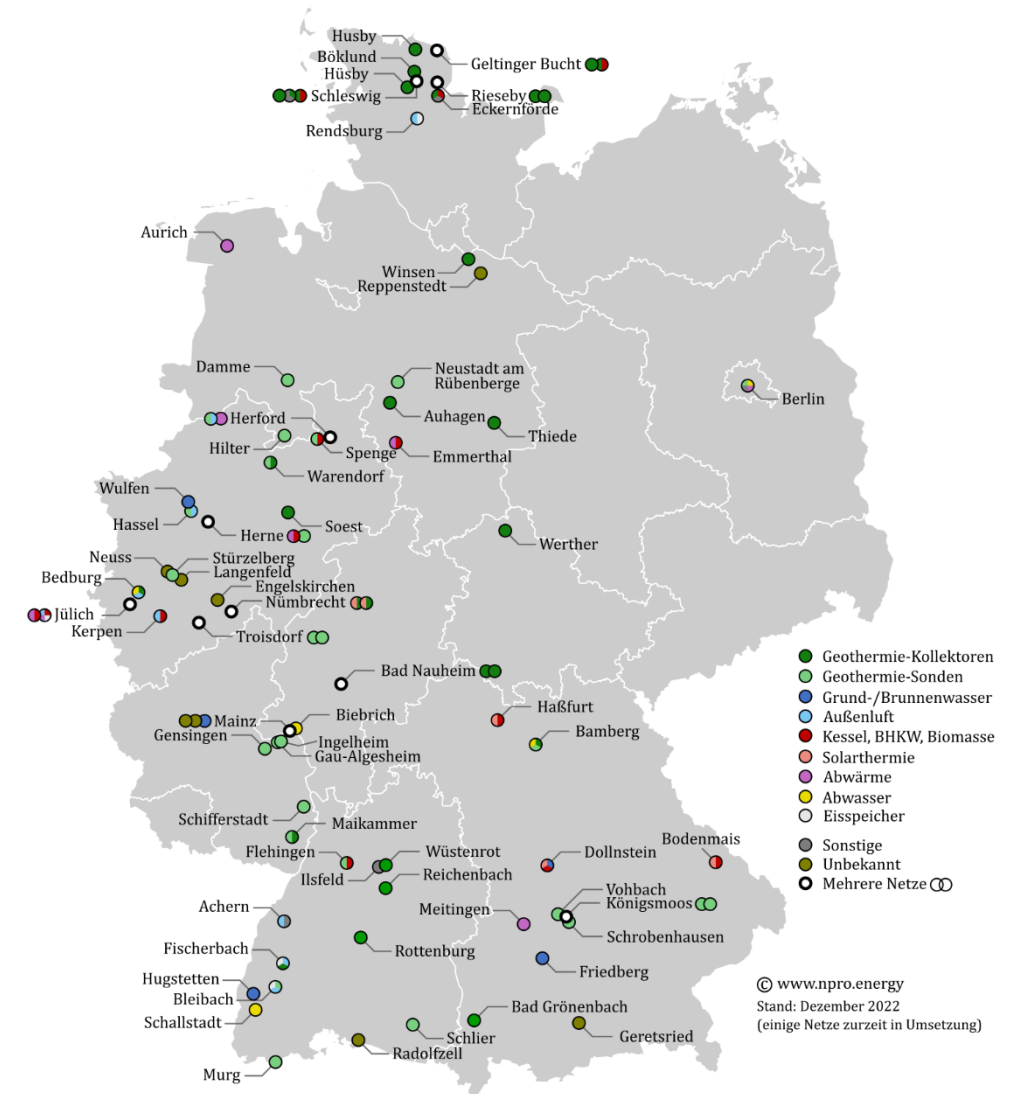 Husby
Böklund
Hüsby
Geltinger Bucht
Schleswig
Rieseby
Eckernförde
Rendsburg
Aurich
Winsen
Reppenstedt
Damme
Neustadt am
Rübenberge
Berlin
Auhagen
Herford
Thiede
Hilter
Spenge
Emmerthal
Warendorf
Wulfen
Hassel
Soest
Herne
Werther
Neuss
Stürzelberg
Langenfeld
Bedburg
Engelskirchen
Nümbrecht
Jülich
Kerpen
Troisdorf
Bad Nauheim
Haßfurt
Mainz
Biebrich
Bamberg
Gensingen
Ingelheim
Gau-Algesheim
Schifferstadt
Maikammer
Flehingen
Wüstenrot
Ilsfeld
Reichenbach
Dollnstein
Bodenmais
Vohbach
Königsmoos
Achern
Meitingen
Schrobenhausen
Rottenburg
Fischerbach
Friedberg
Hugstetten
Bleibach
Schallstadt
Bad Grönenbach
Schlier
Geretsried
Radolfzell
Murg
Geothermie-Kollektoren
Geothermie-Sonden
Grund-/Brunnenwasser
Außenluft
Kessel, BHKW, Biomasse
Solarthermie
Abwärme
Abwasser
Eisspeicher
Sonstige
Unbekannt
Mehrere Netze
© www.npro.energy
Stand: Dezember 2022
(einige Netze zurzeit in Umsetzung)